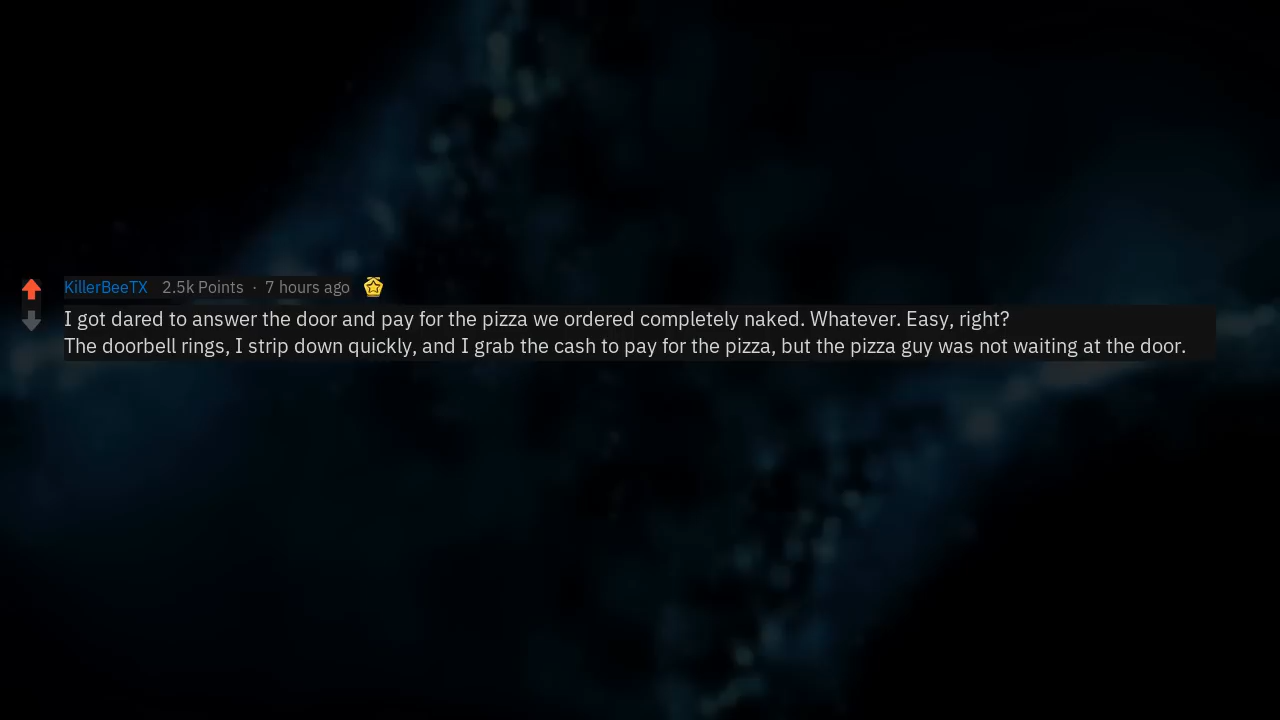 KillerBeeTX 2.5k Points · 7 hours ago
I got dared to answer the door and pay for the pizza we ordered completely naked. Whatever. Easy, right?
The doorbell rings, I strip down quickly, and I grab the cash to pay for the pizza, but the pizza guy was not waiting at the door.